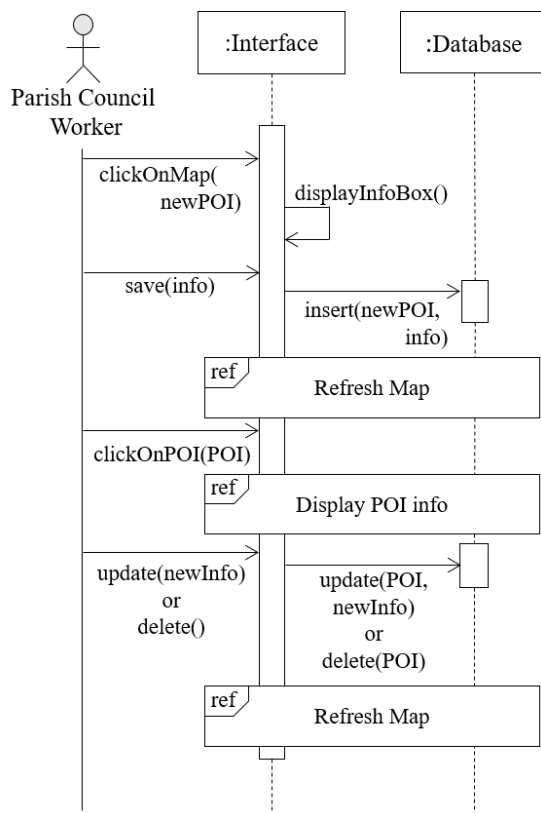 :Interface
:Database
Parish Council
Worker
clickOnMap(
newPOI)
displayInfoBox()
save(info)
insert(newPOI,
info)
ref
Refresh Map
clickOnPOI(POI)
ref
Display POI info
update(newInfo)
or
delete()
update(POI,
newInfo)
or
delete(POI)
ref
Refresh Map